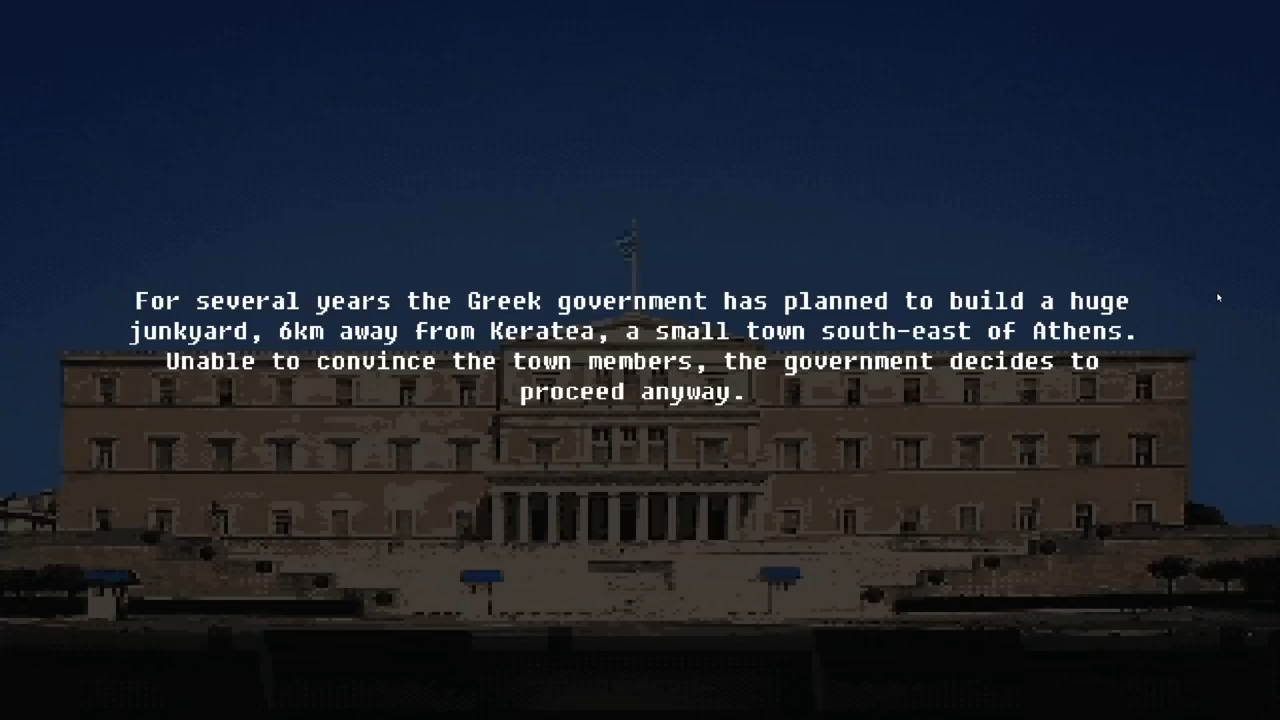 For several years the Greek government has planned to build a huge
junkyard, 6km away from Keratea, a small town south-east of Athens.
Unable to convince the town members, the government decides to
proceed anyway.